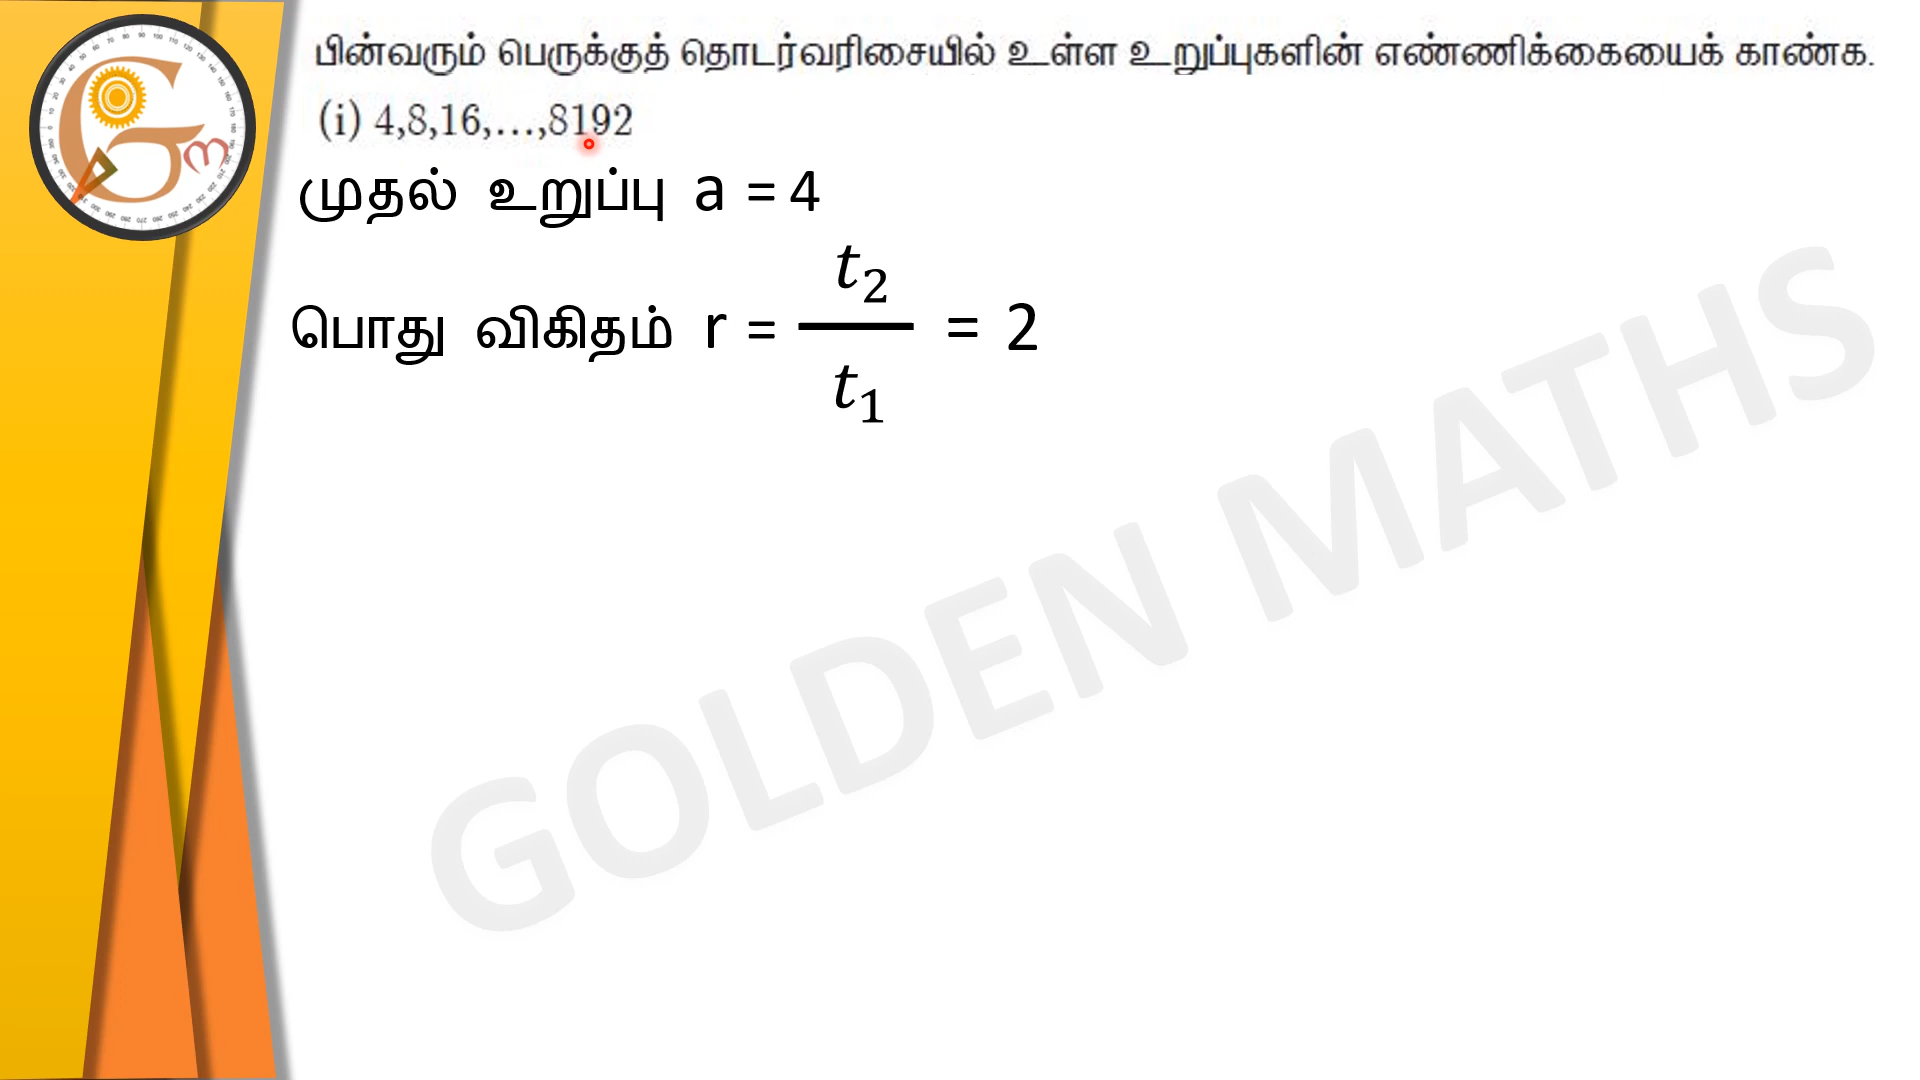 பின்வரும் பெருக்குத் தொடர்வரிசையில் உள்ள உறுப்புகளின் எண்ணிக்கையைக் காண்க.
(i) 4,8,16,…,8192
முதல் உறுப்பு a = 4
பொது விகிதம் r = t₂ / t₁ = 2
GOLDEN MATHS